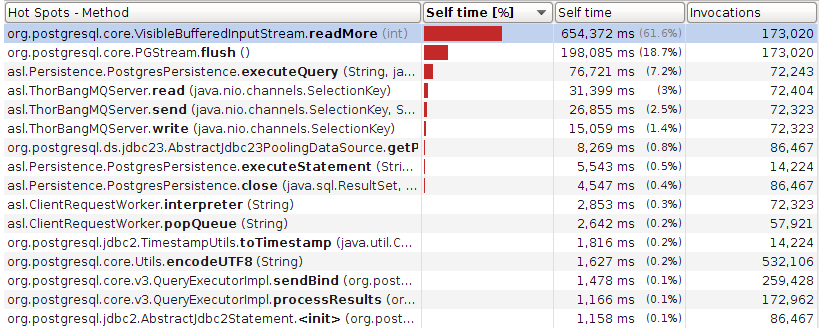 Hot Spots - Method Self time [%] Self time Invocations
org.postgresql.core.VisibleBufferedInputStream.readMore (int) 654,372 ms (61.6%) 173,020
org.postgresql.core.PGStream.flush () 198,085 ms (18.7%) 173,020
asl.Persistence.PostgresPersistence.executeQuery (String, ja... 76,721 ms (7.2%) 72,243
asl.ThorBangMQServer.read (java.nio.channels.SelectionKey) 31,399 ms (3%) 72,404
asl.ThorBangMQServer.send (java.nio.channels.SelectionKey, S... 26,855 ms (2.5%) 72,323
asl.ThorBangMQServer.write (java.nio.channels.SelectionKey) 15,059 ms (1.4%) 72,323
org.postgresql.ds.jdbc23.AbstractJdbc23PoolingDataSource.getP 8,269 ms (0.8%) 86,467
asl.Persistence.PostgresPersistence.executeStatement (Stri... 5,543 ms (0.5%) 14,224
asl.Persistence.PostgresPersistence.close (java.sql.ResultSet, ... 4,547 ms (0.4%) 86,467
asl.ClientRequestWorker.interpreter (String) 2,853 ms (0.3%) 72,323
asl.ClientRequestWorker.popQueue (String) 2,642 ms (0.2%) 57,921
org.postgresql.jdbc2.TimestampUtils.toTimestamp (java.util.C... 1,816 ms (0.2%) 14,224
org.postgresql.core.Utils.encodeUTF8 (String) 1,627 ms (0.2%) 532,106
org.postgresql.core.v3.QueryExecutorImpl.sendBind (org.post... 1,478 ms (0.1%) 259,428
org.postgresql.core.v3.QueryExecutorImpl.processResults (or... 1,166 ms (0.1%) 172,962
org.postgresql.jdbc2.AbstractJdbc2Statement.<init> (org.post... 1,158 ms (0.1%) 86,467